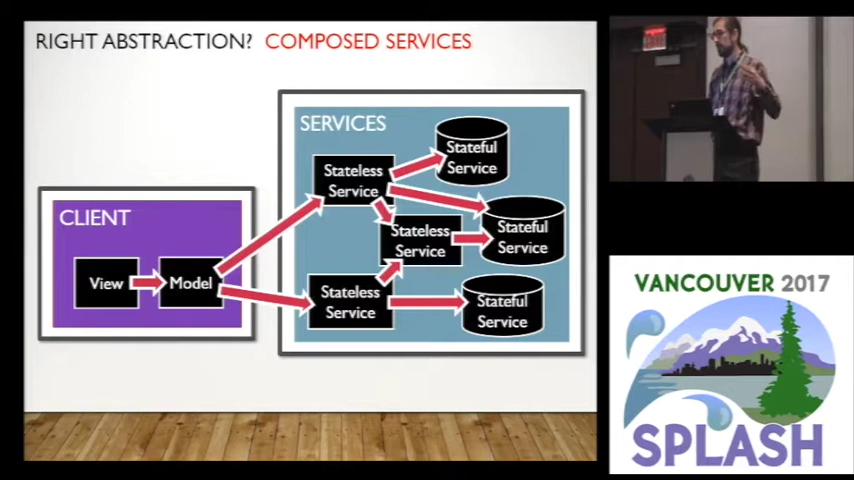 RIGHT ABSTRACTION? COMPOSED SERVICES
SERVICES
Stateful
Service
Stateless
Service
CLIENT
Stateless
Service
Stateful
Service
View
Model
Stateless
Service
Stateful
Service
VANCOUVER 2017
SPLASH